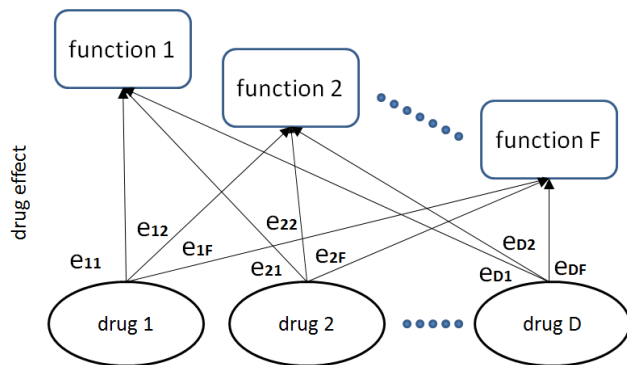 function 1
function 2
function F
drug effect
e12
e22
e1F
e2F
eD2
e11
e21
eD1
eDF
drug 1
drug 2
drug D